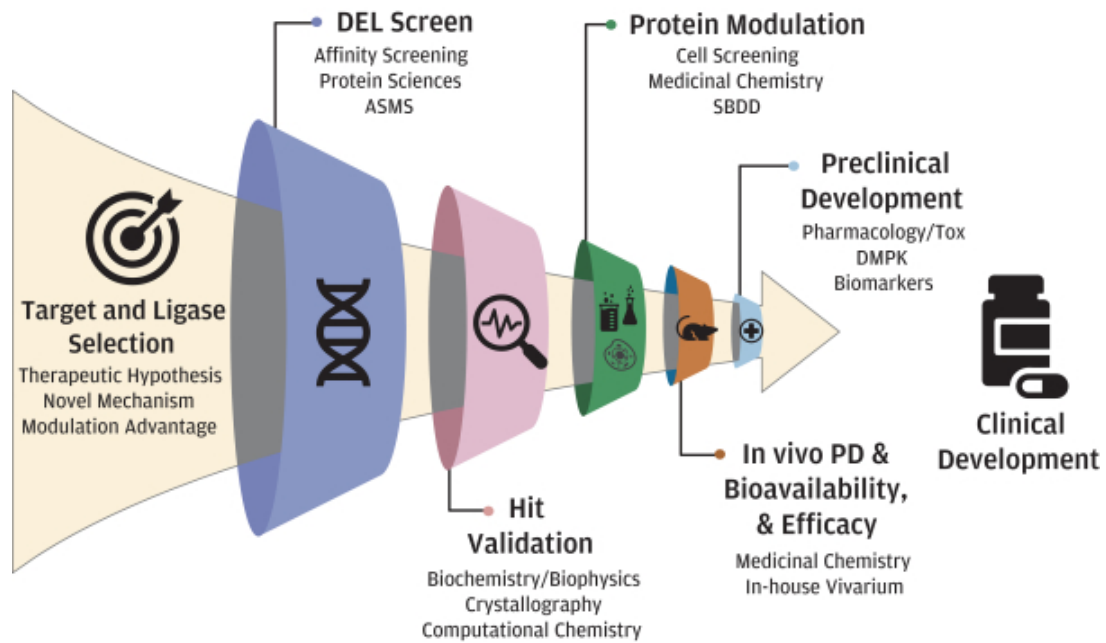 Target and Ligase
Selection
Therapeutic Hypothesis
Novel Mechanism
Modulation Advantage
DEL Screen
Affinity Screening
Protein Sciences
ASMS
Hit
Validation
Biochemistry/Biophysics
Crystallography
Computational Chemistry
Protein Modulation
Cell Screening
Medicinal Chemistry
SBDD
In vivo PD &
Bioavailability,
& Efficacy
Medicinal Chemistry
In-house Vivarium
Preclinical
Development
Pharmacology/Tox
DMPK
Biomarkers
Clinical
Development